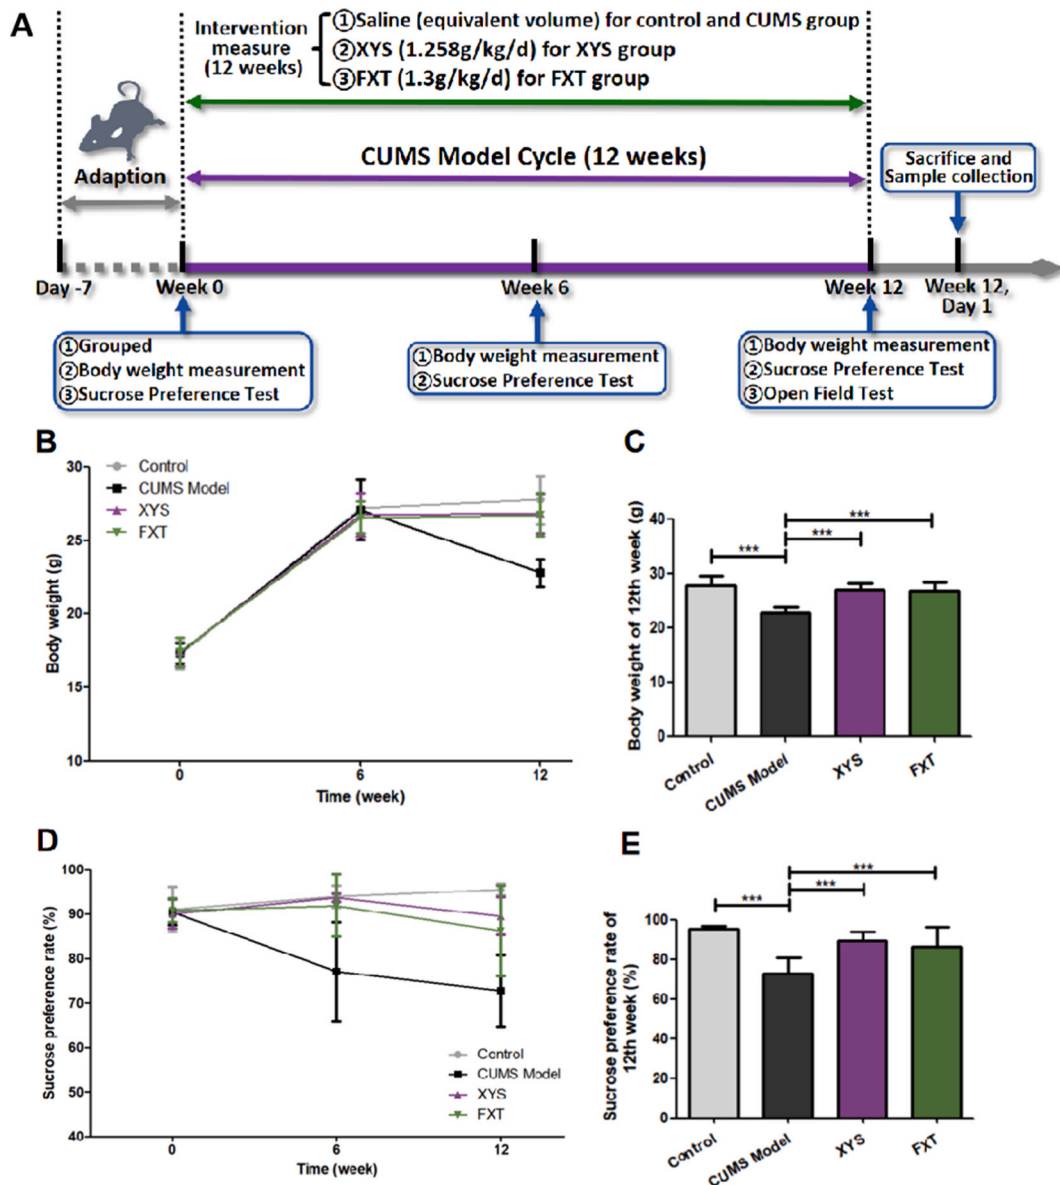 A
Intervention measure (12 weeks)
①Saline (equivalent volume) for control and CUMS group
②XYS (1.258g/kg/d) for XYS group
③FXT (1.3g/kg/d) for FXT group
Adaption
CUMS Model Cycle (12 weeks)
Sacrifice and
Sample collection
Day -7
Week 0
Week 6
Week 12
Week 12,
Day 1
①Grouped
②Body weight measurement
③Sucrose Preference Test
①Body weight measurement
②Sucrose Preference Test
①Body weight measurement
②Sucrose Preference Test
③Open Field Test
B
Control
CUMS Model
XYS
FXT
Body weight (g)
30
25
20
15
10
0
6
12
Time (week)
C
Body weight of 12th week (g)
40
30
20
10
0
***
***
***
Control
CUMS Model
XYS
FXT
D
Sucrose preference rate (%)
100
90
80
70
60
50
40
Control
CUMS Model
XYS
FXT
0
6
12
Time (week)
E
Sucrose preference rate of
12th week (%)
100
80
60
40
20
0
***
***
***
Control
CUMS Model
XYS
FXT